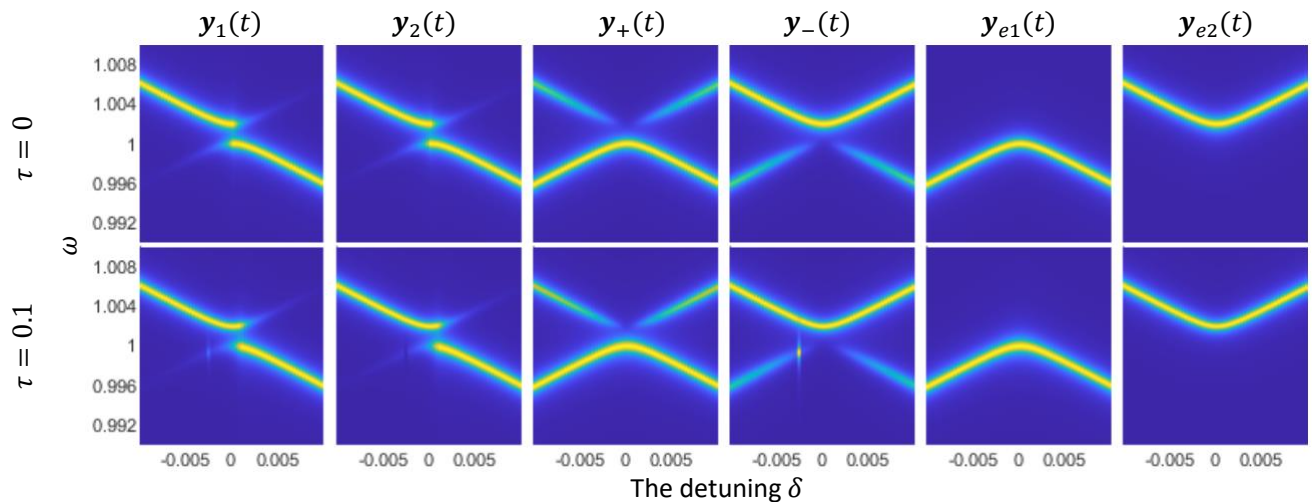 y₁(t) y₂(t) y₊(t) y₋(t) yₑ₁(t) yₑ₂(t)
τ = 0
1.008
1.004
1
0.996
0.992
ω
τ = 0.1
1.008
1.004
1
0.996
0.992
-0.005 0 0.005 -0.005 0 0.005 -0.005 0 0.005 -0.005 0 0.005 -0.005 0 0.005 -0.005 0 0.005
The detuning δ